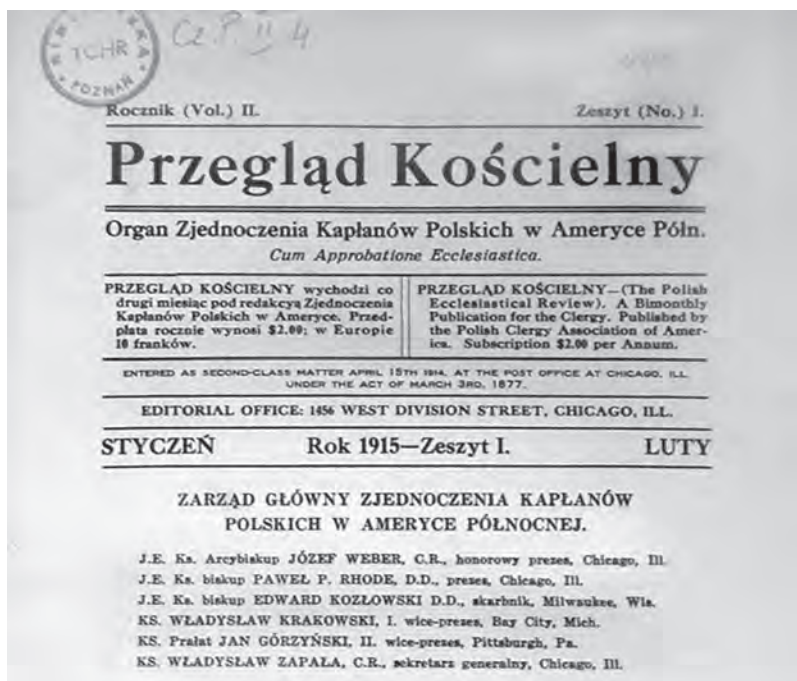 TCHR
POZNAŃ
Cz. P. II 4
Rocznik (Vol.) II. Zeszyt (No.) 1.
Przegląd Kościelny
Organ Zjednoczenia Kapłanów Polskich w Ameryce Półn.
Cum Approbatione Ecclesiastica.
PRZEGLĄD KOŚCIELNY wychodzi co
drugi miesiąc pod redakcyą Zjednoczenia
Kapłanów Polskich w Ameryce. Przed-
płata rocznie wynosi $2.00; w Europie
10 franków.
PRZEGLĄD KOŚCIELNY—(The Polish
Ecclesiastical Review). A Bimonthly
Publication for the Clergy. Published by
the Polish Clergy Association of Amer-
ica. Subscription $2.00 per Annum.
ENTERED AS SECOND-CLASS MATTER APRIL 15TH 1914, AT THE POST OFFICE AT CHICAGO, ILL.
UNDER THE ACT OF MARCH 3RD, 1877.
EDITORIAL OFFICE: 1456 WEST DIVISION STREET, CHICAGO, ILL.
STYCZEŃ Rok 1915—Zeszyt I. LUTY
ZARZĄD GŁÓWNY ZJEDNOCZENIA KAPŁANÓW
POLSKICH W AMERYCE PÓŁNOCNEJ.
J.E. Ks. Arcybiskup JÓZEF WEBER, C.R., honorowy prezes, Chicago, Ill.
J.E. Ks. biskup PAWEŁ P. RHODE, D.D., prezes, Chicago, Ill.
J.E. Ks. biskup EDWARD KOZŁOWSKI D.D., skarbnik, Milwaukee, Wis.
KS. WŁADYSŁAW KRAKOWSKI, I. wice-prezes, Bay City, Mich.
KS. Prałat JAN GÓRZYŃSKI, II. wice-prezes, Pittsburgh, Pa.
KS. WŁADYSŁAW ZAPAŁA, C.R., sekretarz generalny, Chicago, Ill.